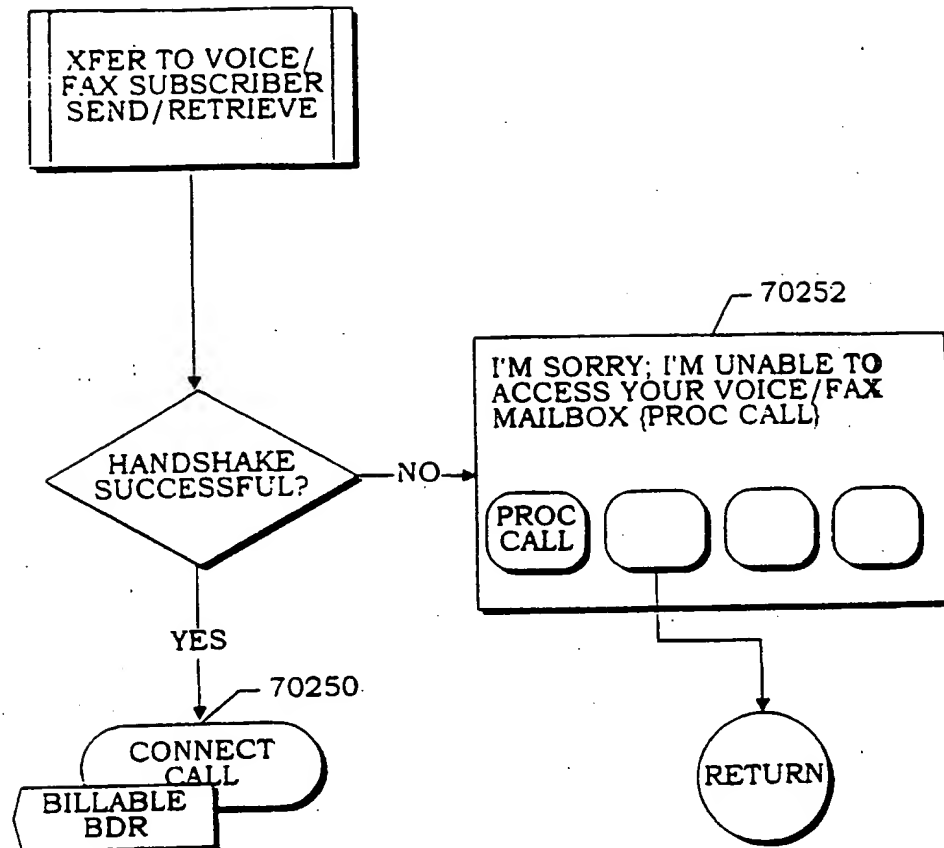 XFER TO VOICE/
FAX SUBSCRIBER
SEND/RETRIEVE
70252
I'M SORRY; I'M UNABLE TO
ACCESS YOUR VOICE/FAX
MAILBOX {PROC CALL}
HANDSHAKE
SUCCESSFUL?
NO
PROC
CALL
YES
70250
CONNECT
CALL
BILLABLE
BDR
RETURN